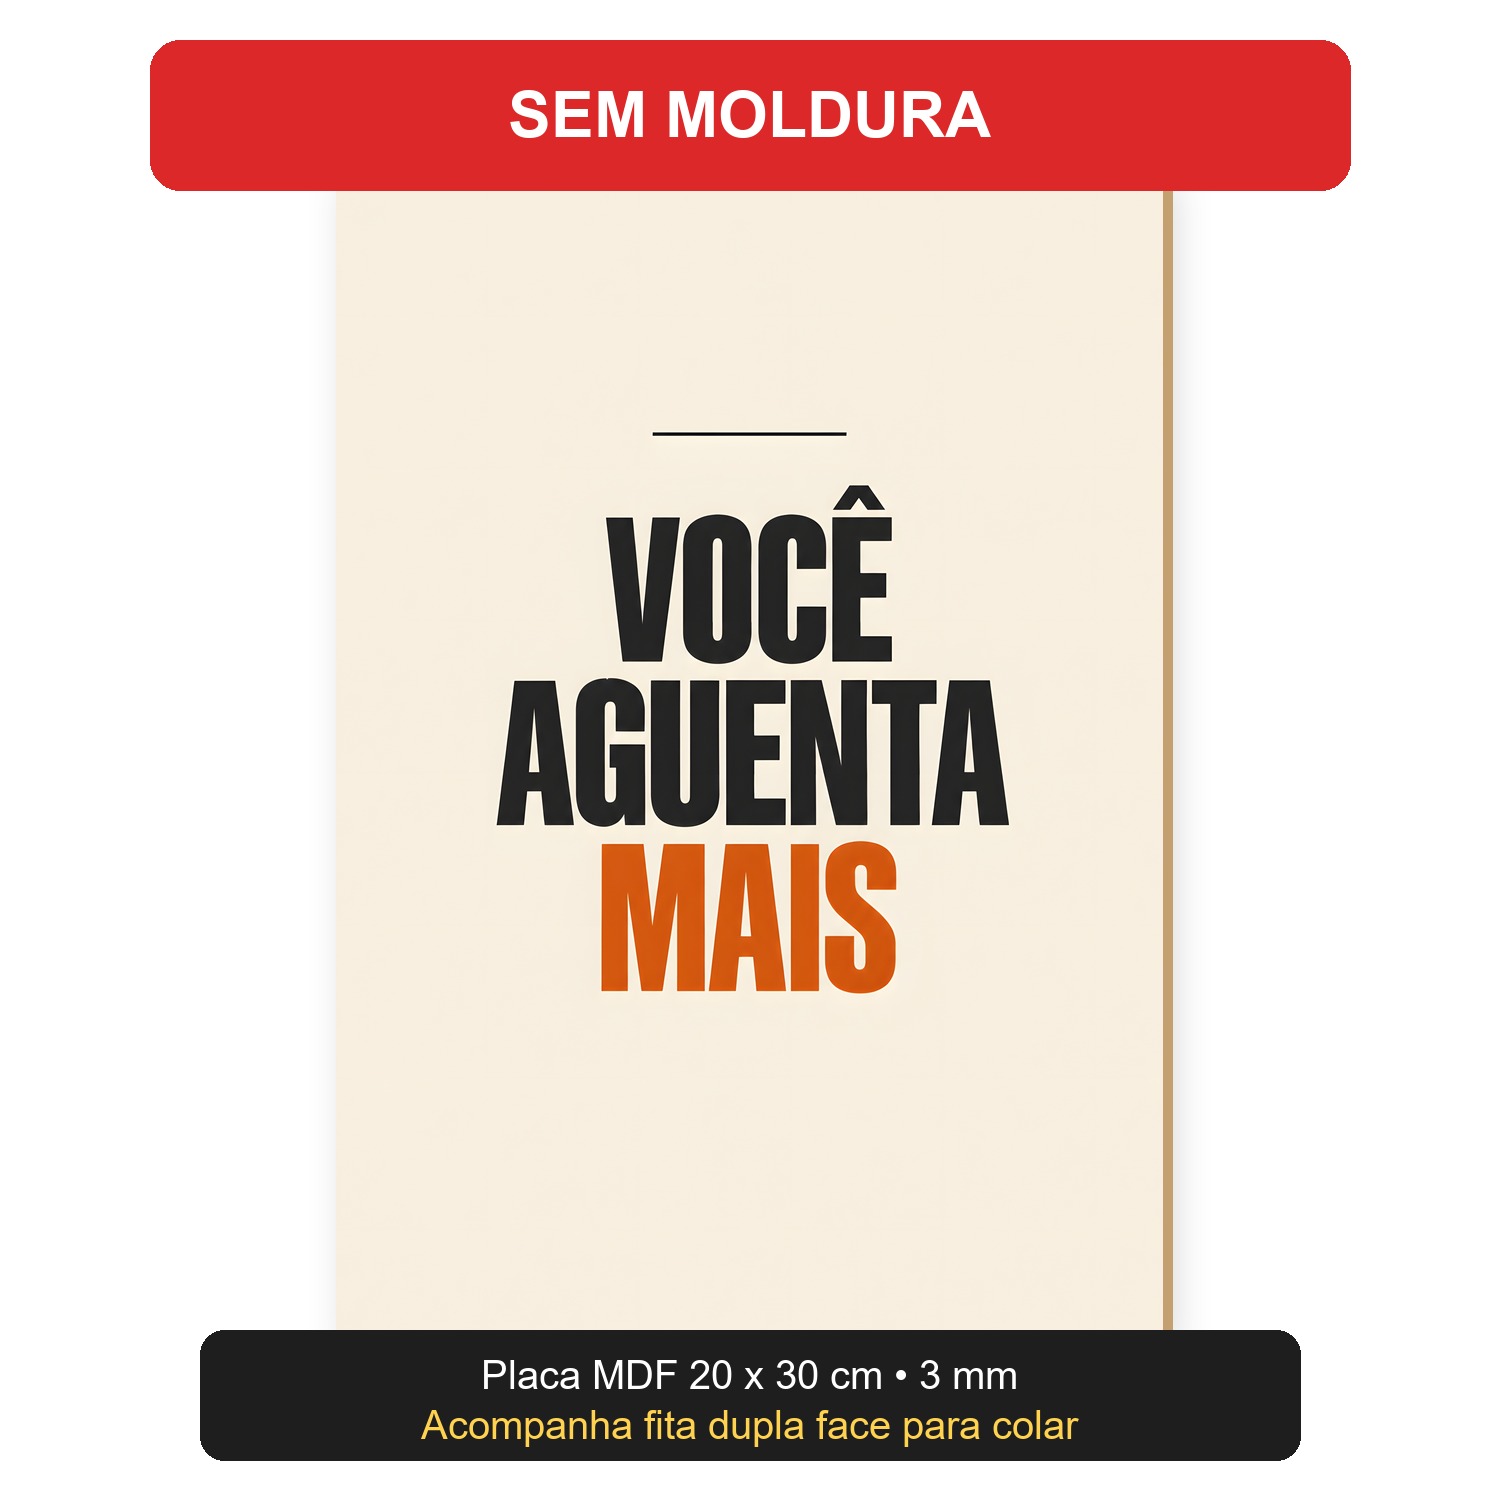 SEM MOLDURA
VOCÊ
AGUENTA
MAIS
Placa MDF 20 x 30 cm • 3 mm
Acompanha fita dupla face para colar